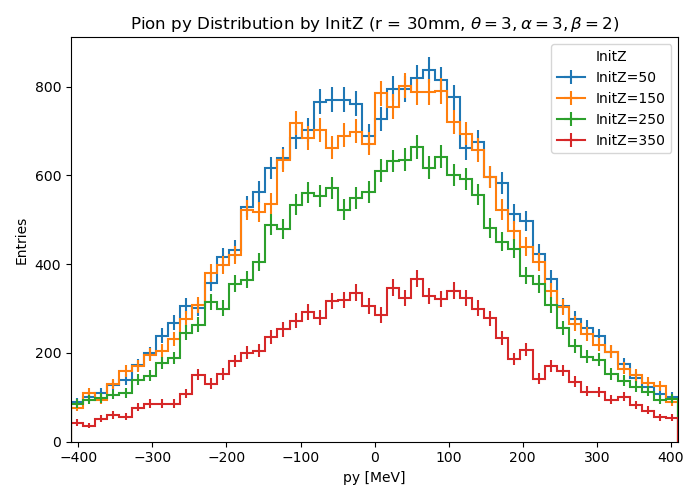 Pion py Distribution by InitZ (r = 30mm, θ = 3, α = 3, β = 2)
InitZ
InitZ=50
InitZ=150
InitZ=250
InitZ=350
Entries
800
600
400
200
0
−400 −300 −200 −100 0 100 200 300 400
py [MeV]